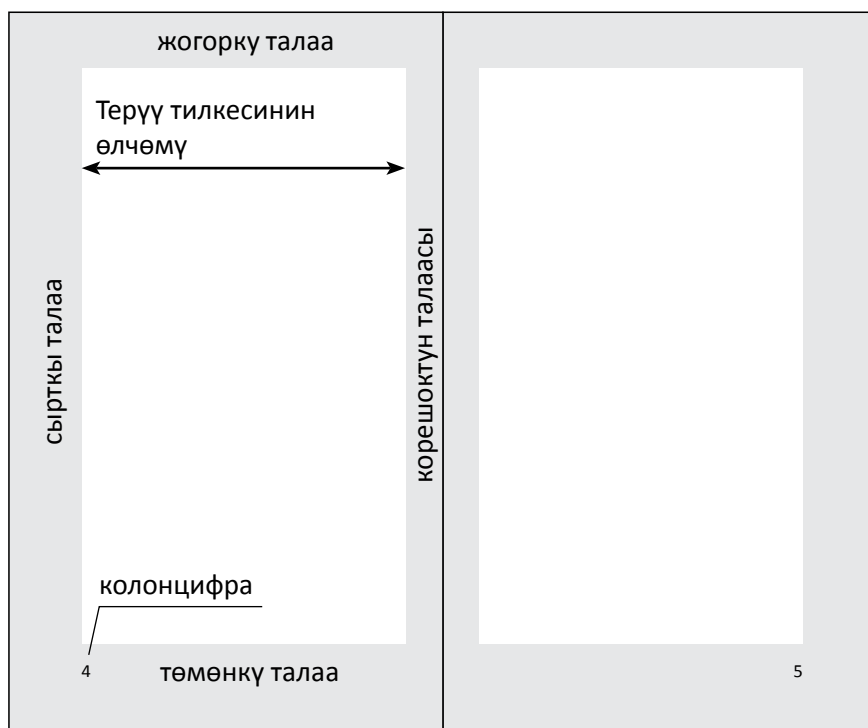 жогорку талаа
Терүү тилкесинин
өлчөмү
сырткы талаа
корешоктун талаасы
колонцифра
4
төмөнкү талаа
5